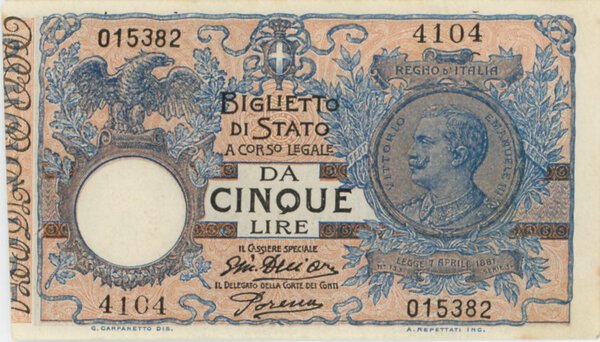 015382
4104
REGNO D'ITALIA
BIGLIETTO
DI STATO
A CORSO LEGALE
VITTORIO EMANUELE III
DA
CINQUE
LIRE
IL CASSIERE SPECIALE
LEGGE 7 APRILE 1881
IL DELEGATO DELLA CORTE DEI CONTI
4104
015382
G. CARPANETTO DIS.
A. REPETTATI INC.